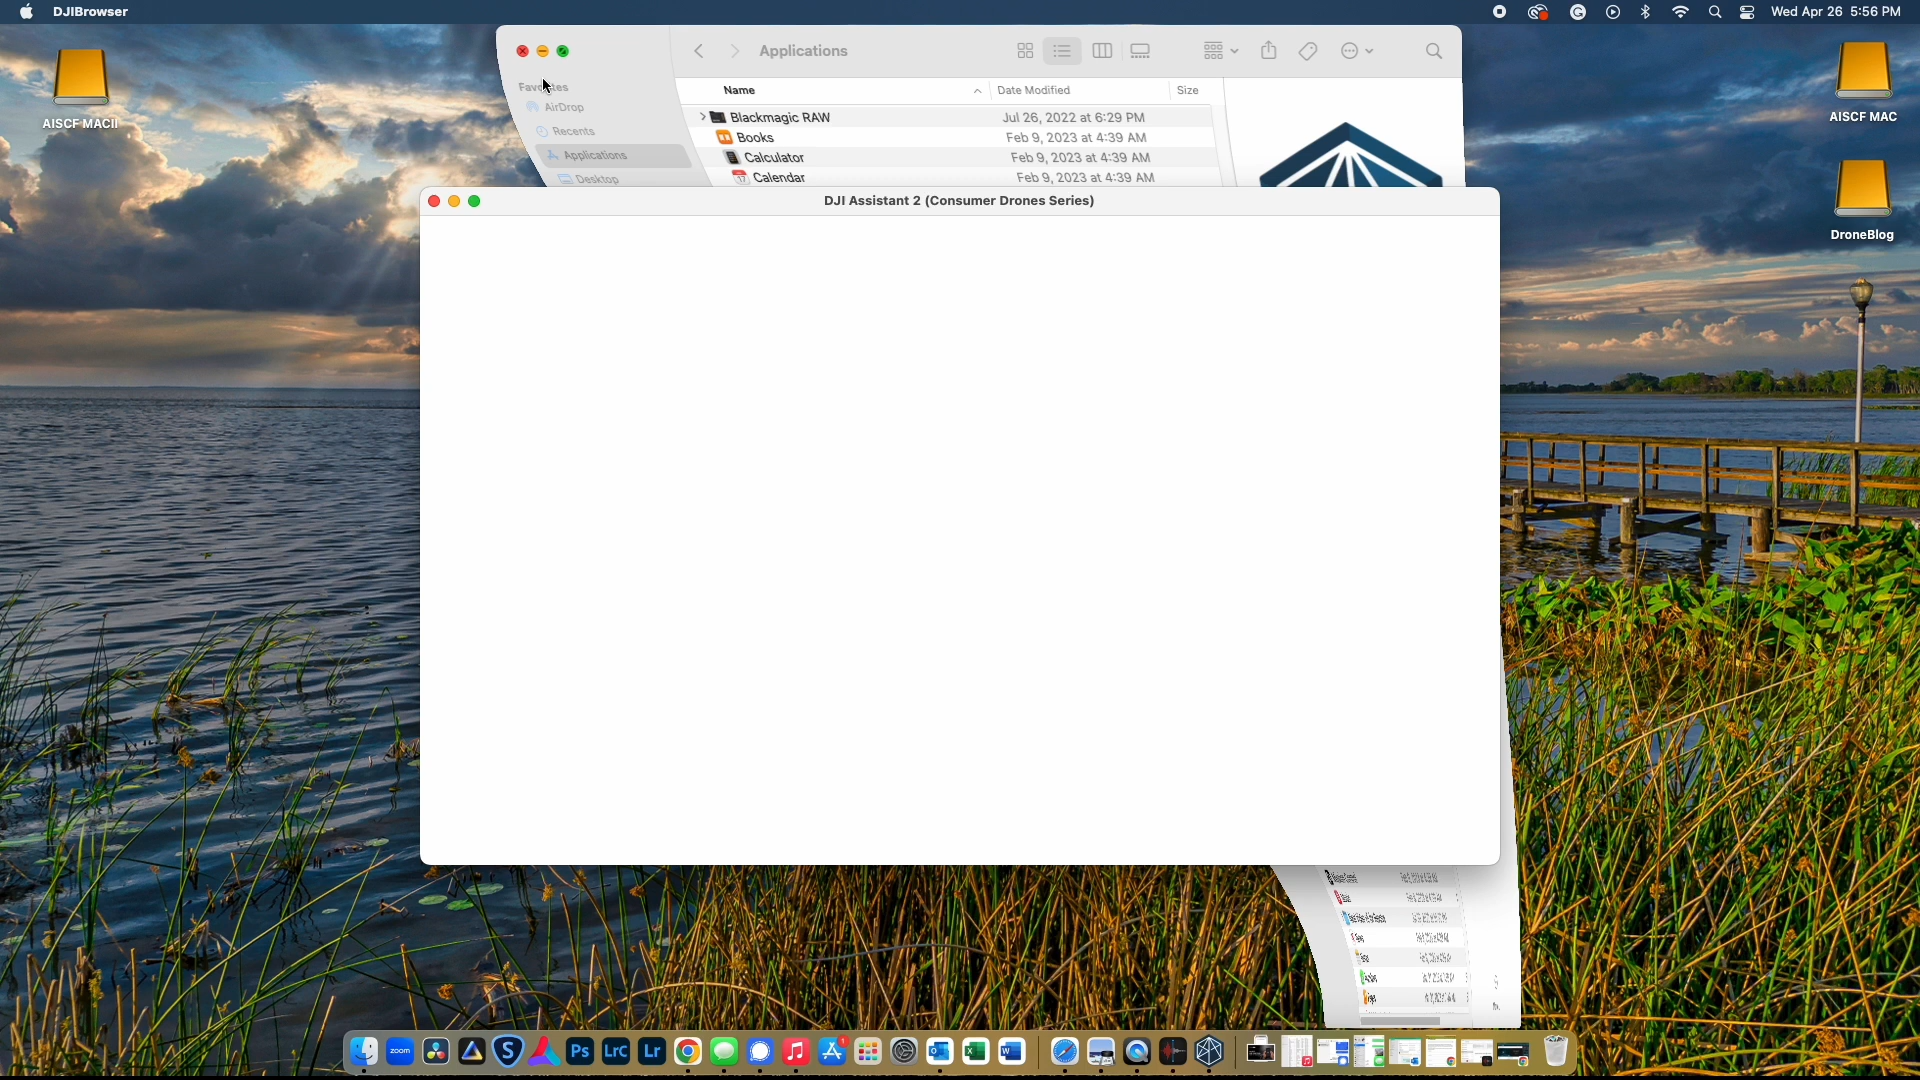 DJIBrowser
Wed Apr 26 5:56 PM
AISCF MACII
AISCF MAC
DroneBlog
Applications
Favorites
AirDrop
Recents
Applications
Desktop
Name
Date Modified
Size
Blackmagic RAW
Jul 26, 2022 at 6:29 PM
Books
Feb 9, 2023 at 4:39 AM
Calculator
Feb 9, 2023 at 4:39 AM
Calendar
Feb 9, 2023 at 4:39 AM
DJI Assistant 2 (Consumer Drones Series)
zoom
S
Ps
LrC
Lr
1